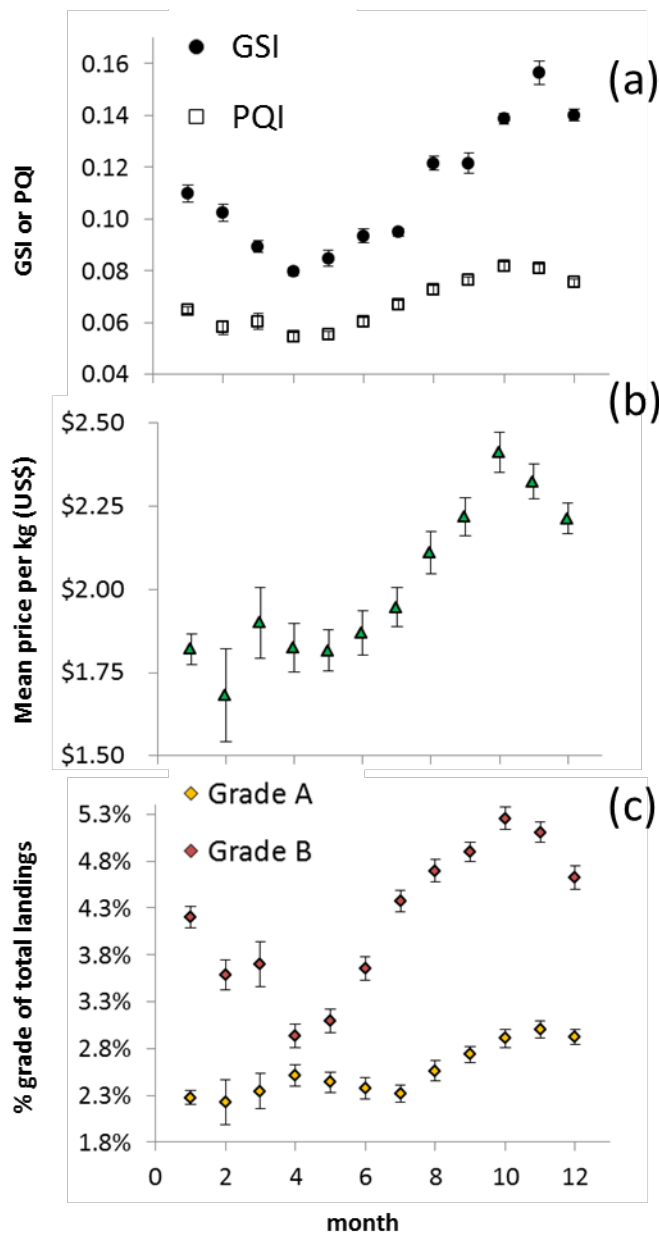 GSI
PQI
(a)
GSI or PQI
0.16
0.14
0.12
0.10
0.08
0.06
0.04
(b)
Mean price per kg (US$)
$2.50
$2.25
$2.00
$1.75
$1.50
Grade A
Grade B
(c)
% grade of total landings
5.3%
4.8%
4.3%
3.8%
3.3%
2.8%
2.3%
1.8%
0 2 4 6 8 10 12
month